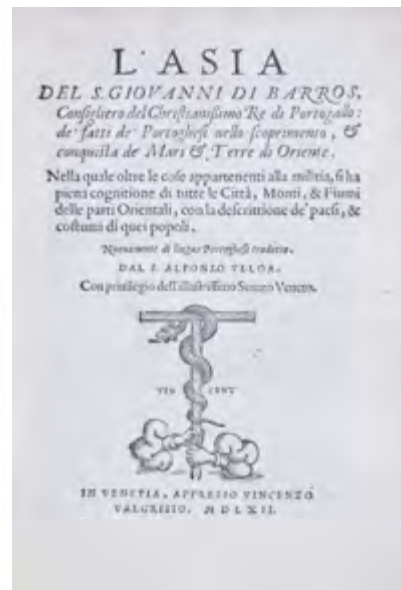 L'ASIA
DEL S. GIOVANNI DI BARROS,
Consigliero del Christianissimo Re di Portogallo:
de' fatti de' Portoghesi nello scoprimento, &
conquista de' Mari & Terre di Oriente.
Nella quale oltre le cose appartenenti alla militia, si ha
piena cognitione di tutte le Città, Monti, & Fiumi
delle parti Orientali, con la descrittione de' paesi, &
costumi di quei popoli.
Nuovamente di lingua Portoghese tradotta.
DAL S. ALFONSO VLLOA.
Con privilegio dell'illustrissimo Senato Veneto.
VIN CENT
IN VENETIA, APPRESSO VINCENZO
VALGRISIO, MDLXII.